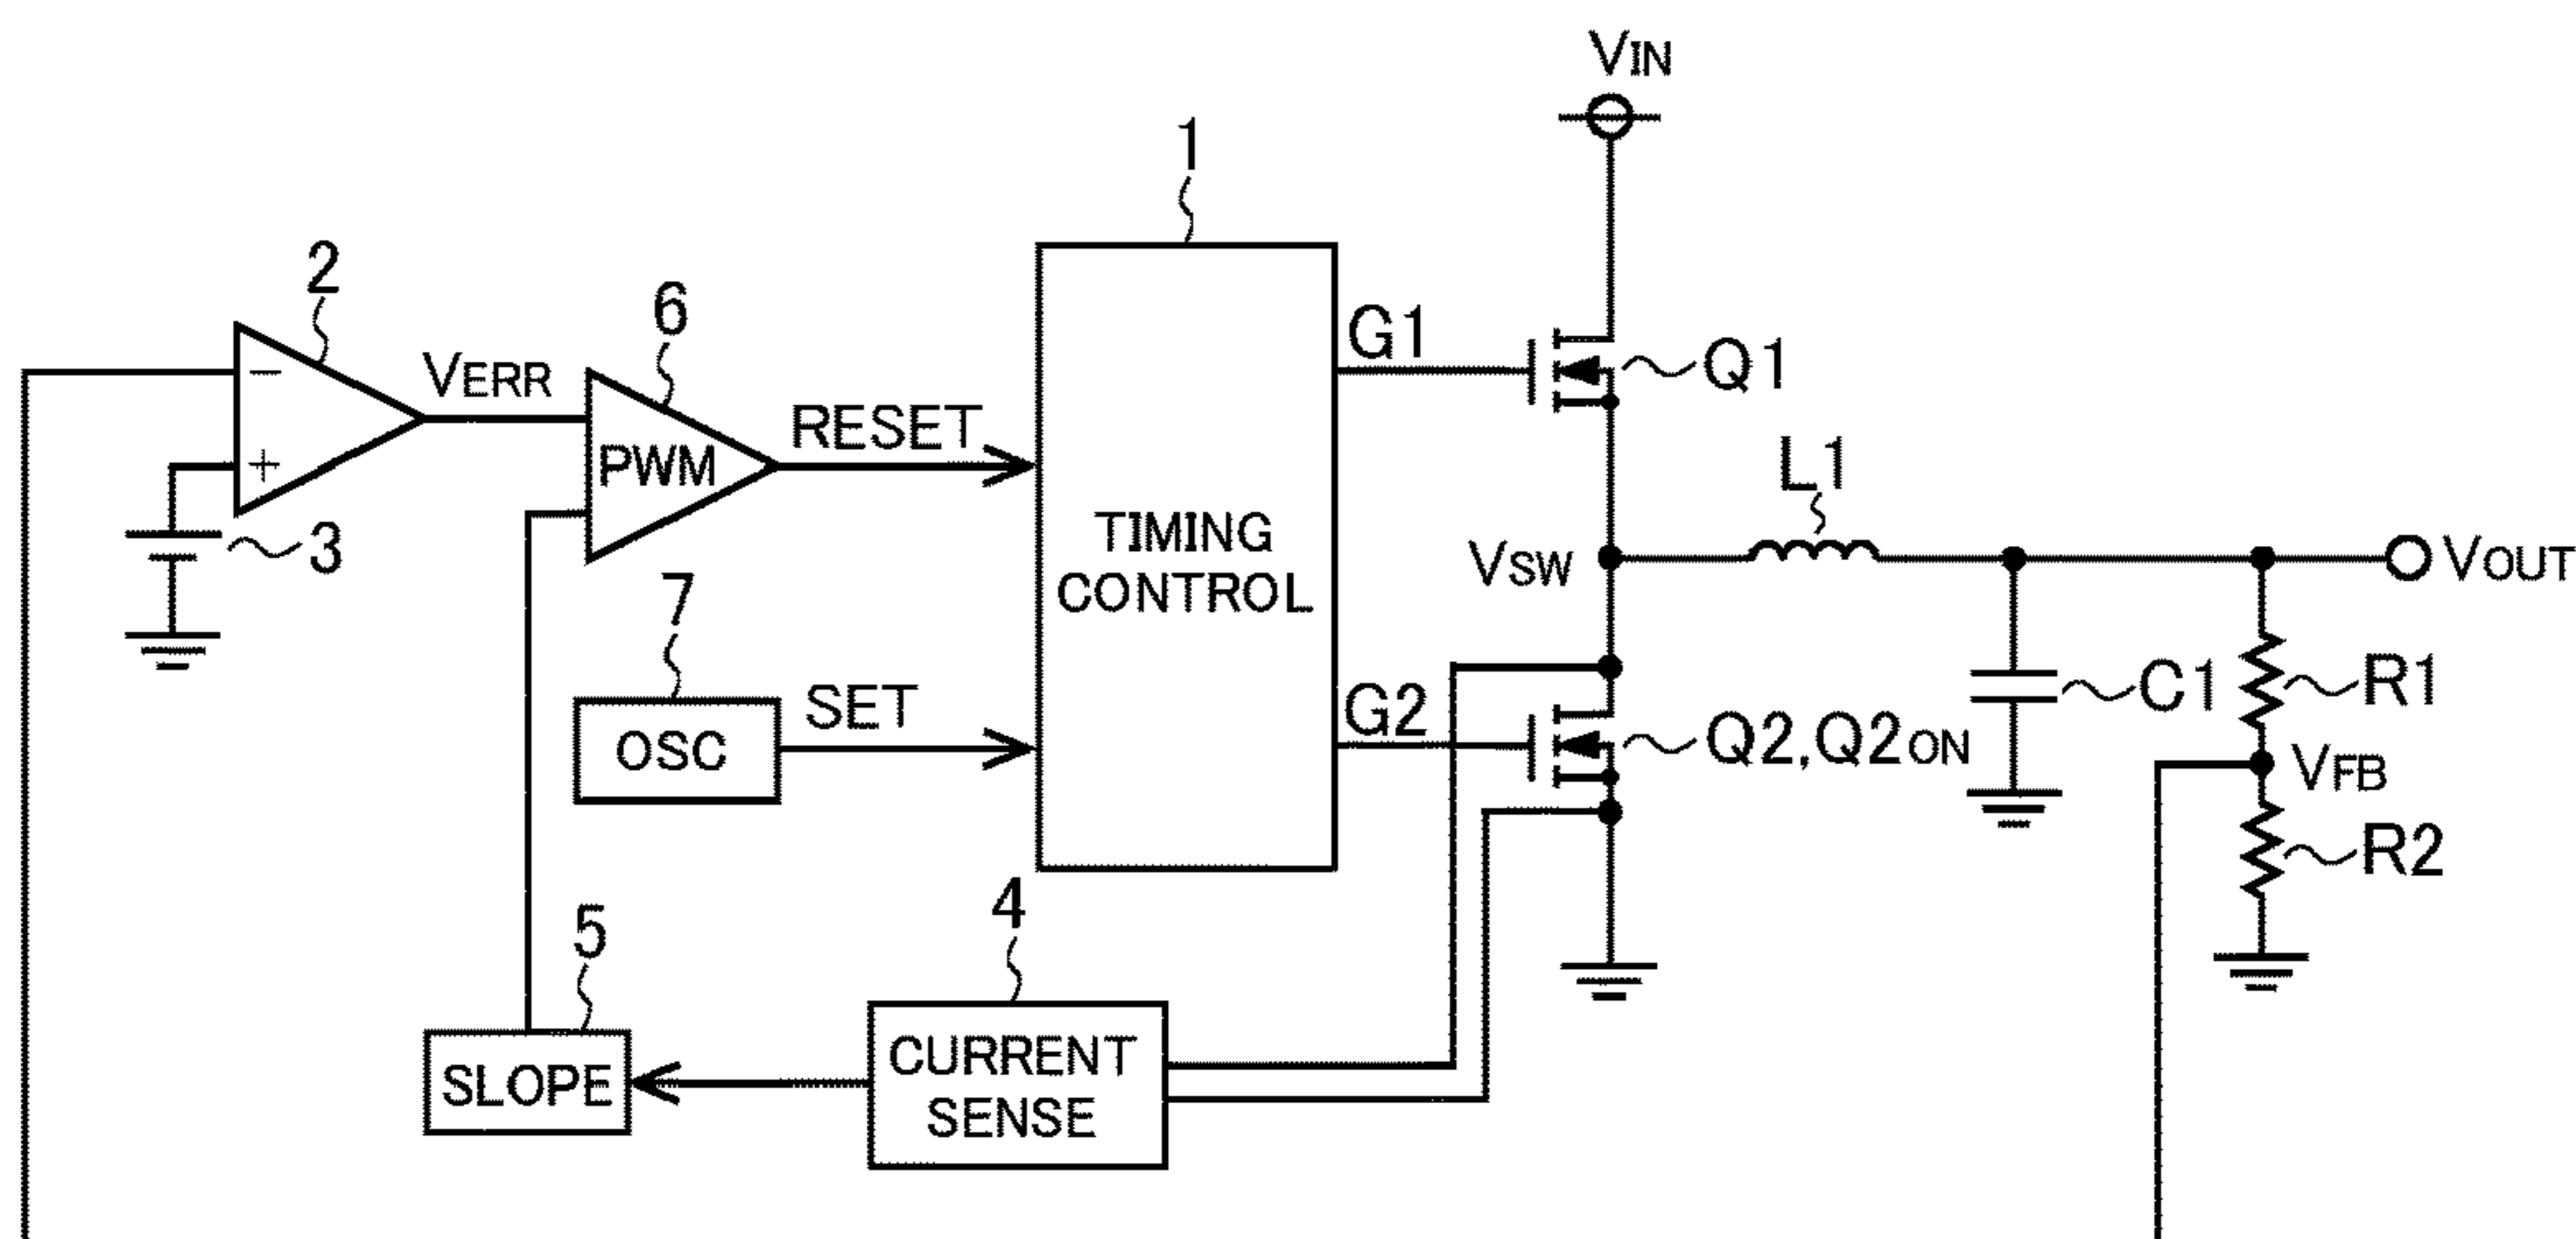 VIN
1
2
6
G1
Q1
VERR
−
RESET
L1
PWM
+
3
TIMING
CONTROL
VSW
VOUT
7
SET
G2
C1
R1
OSC
Q2,Q2ON
VFB
R2
5
4
SLOPE
CURRENT
SENSE